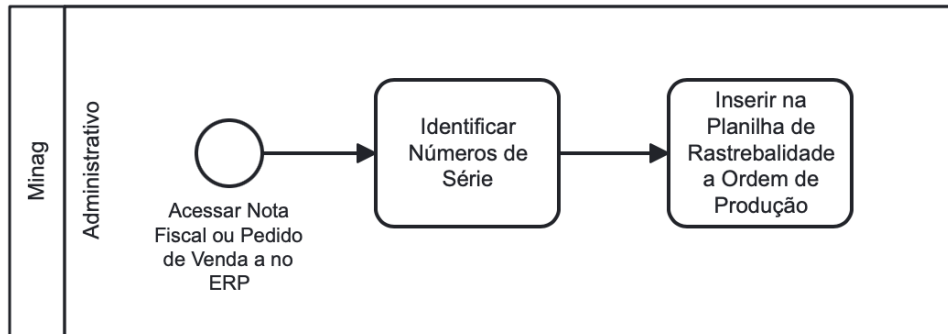 Minag
Administrativo
Acessar Nota
Fiscal ou Pedido
de Venda a no
ERP
Identificar
Números de
Série
Inserir na
Planilha de
Rastrebalidade
a Ordem de
Produção